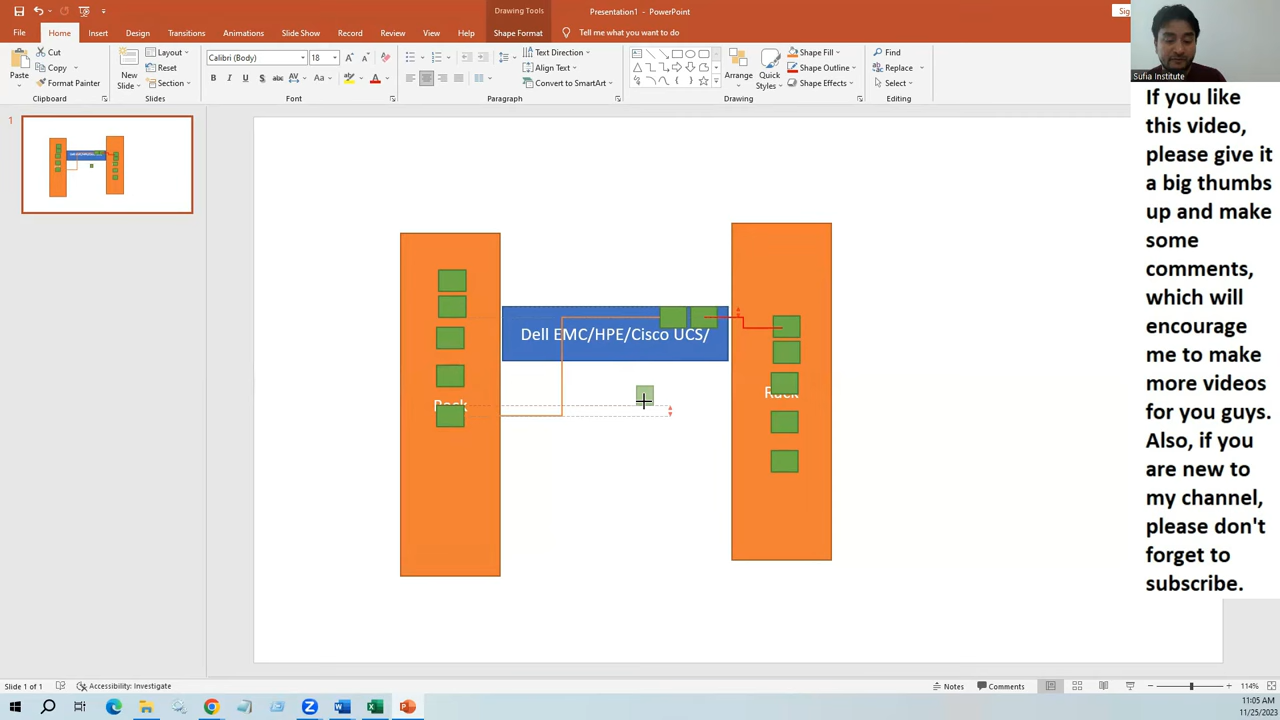 Drawing Tools
Presentation1 - PowerPoint
File Home Insert Design Transitions Animations Slide Show Record Review View Help Shape Format Tell me what you want to do
Paste
Cut
Copy
Format Painter
Clipboard
New
Slide
Layout
Reset
Section
Slides
Calibri (Body) 18
B I U S ab AV Aa A
Font
Text Direction
Align Text
Convert to SmartArt
Paragraph
Arrange
Quick
Styles
Shape Fill
Shape Outline
Shape Effects
Drawing
Find
Replace
Select
Editing
Sufia Institute
If you like
this video,
please give it
a big thumbs
up and make
some
comments,
which will
encourage
me to make
more videos
for you guys.
Also, if you
are new to
my channel,
please don't
forget to
subscribe.
1
Dell EMC/HPE/Cisco UCS/
Rack
Rack
Slide 1 of 1
Accessibility: Investigate
Notes
Comments
114%
11:05 AM
11/25/2023